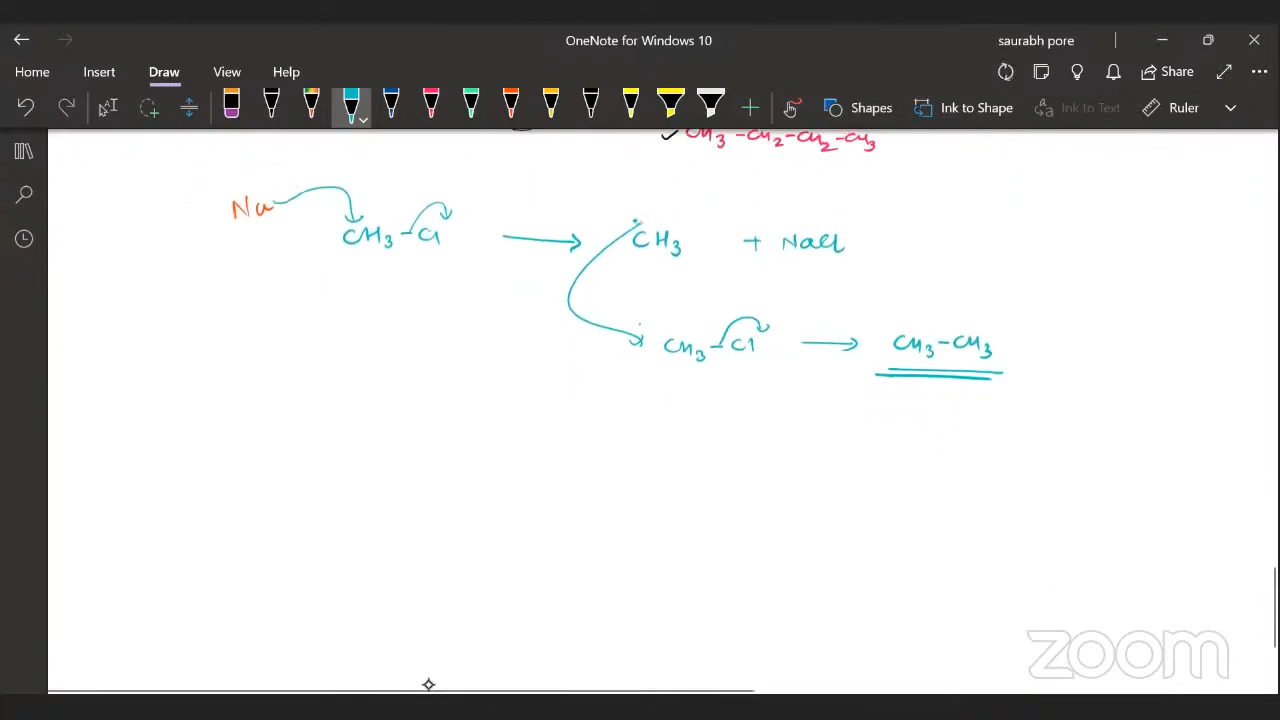 OneNote for Windows 10
saurabh pore
Home Insert Draw View Help
Share
Shapes Ink to Shape Ink to Text Ruler
CH3 -CH2-CH2-CH3
Na
CH3 - Cl → CH3 + NaCl
CH3 - Cl → CH3-CH3
zoom